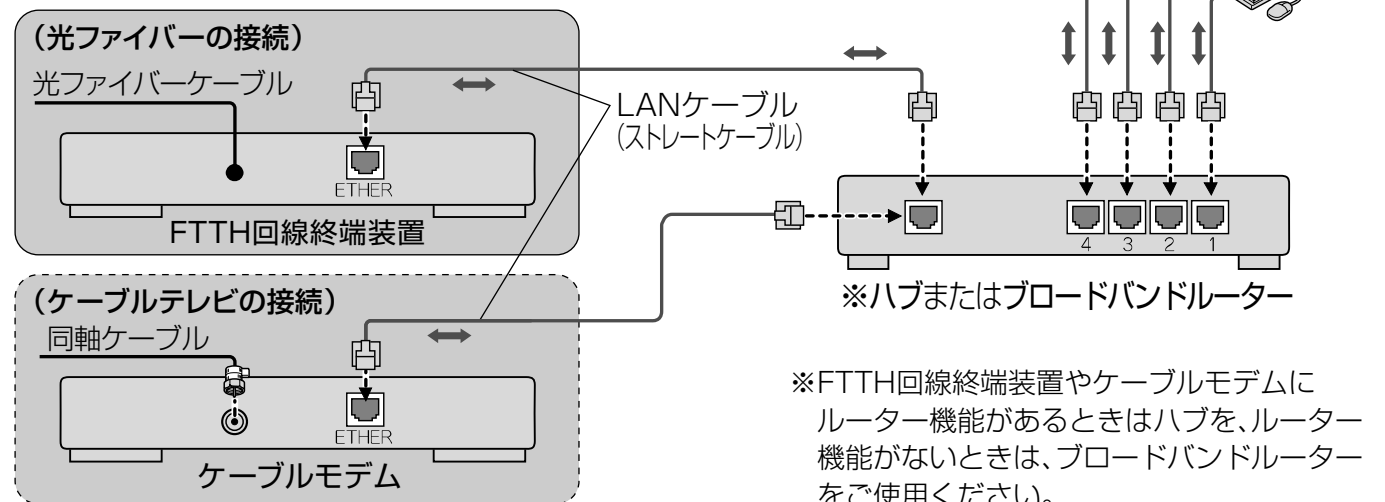 （光ファイバーの接続）
光ファイバーケーブル
ETHER
FTTH回線終端装置
LANケーブル
（ストレートケーブル）
4 3 2 1
※ハブまたはブロードバンドルーター
（ケーブルテレビの接続）
同軸ケーブル
ETHER
ケーブルモデム
※FTTH回線終端装置やケーブルモデムに
ルーター機能があるときはハブを、ルーター
機能がないときは、ブロードバンドルーター
をご使用ください。